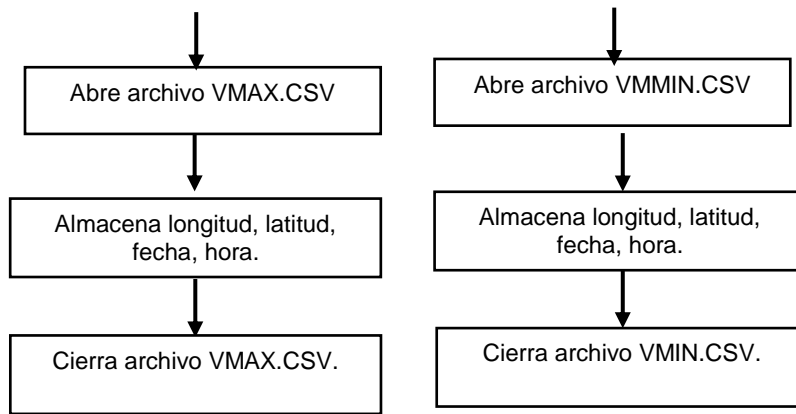 Abre archivo VMAX.CSV
Almacena longitud, latitud,
fecha, hora.
Cierra archivo VMAX.CSV.
Abre archivo VMMIN.CSV
Almacena longitud, latitud,
fecha, hora.
Cierra archivo VMIN.CSV.